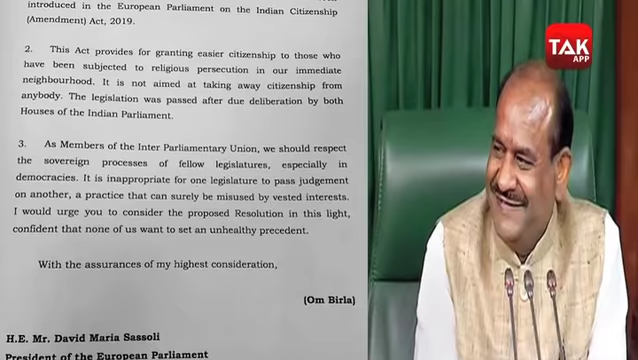 introduced in the European Parliament on the Indian Citizenship
(Amendment) Act, 2019.
2. This Act provides for granting easier citizenship to those who
have been subjected to religious persecution in our immediate
neighbourhood. It is not aimed at taking away citizenship from
anybody. The legislation was passed after due deliberation by both
Houses of the Indian Parliament.
3. As Members of the Inter Parliamentary Union, we should respect
the sovereign processes of fellow legislatures, especially in
democracies. It is inappropriate for one legislature to pass judgement
on another, a practice that can surely be misused by vested interests.
I would urge you to consider the proposed Resolution in this light,
confident that none of us want to set an unhealthy precedent.
With the assurances of my highest consideration,
(Om Birla)
H.E. Mr. David Maria Sassoli
President of the European Parliament
TAK
APP